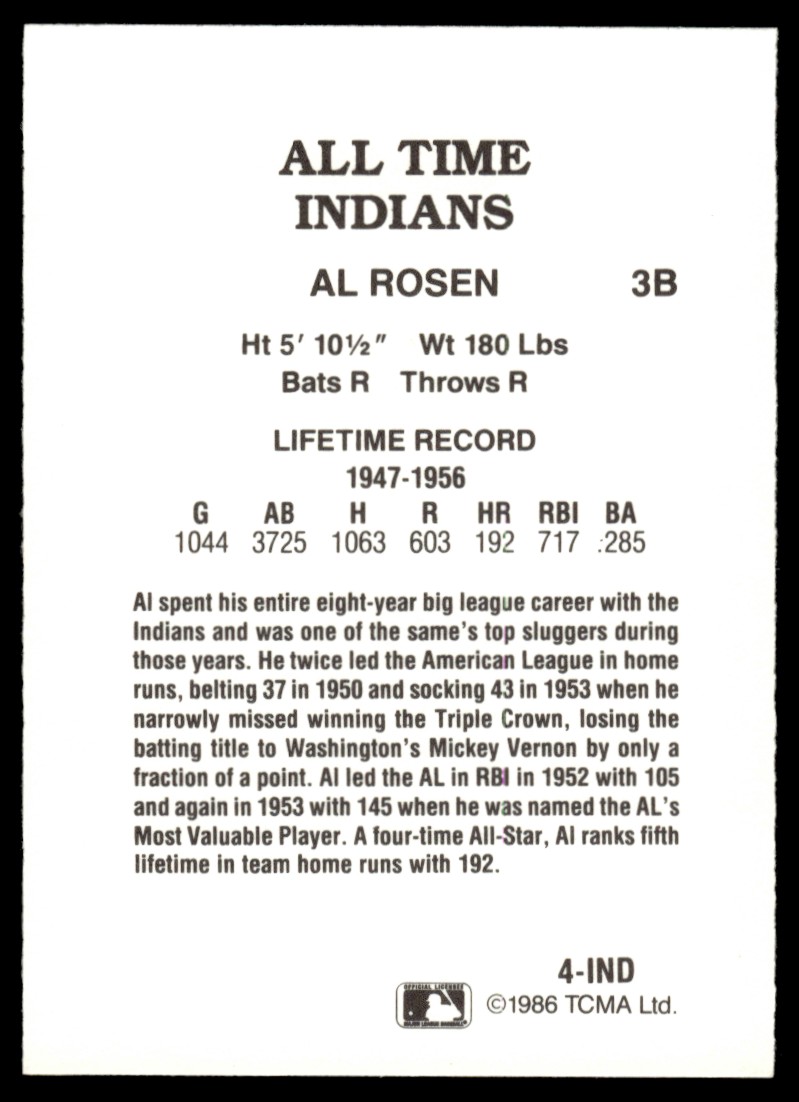 ALL TIME
INDIANS
AL ROSEN 3B
Ht 5' 10½" Wt 180 Lbs
Bats R Throws R
LIFETIME RECORD
1947-1956
G AB H R HR RBI BA
1044 3725 1063 603 192 717 .285
Al spent his entire eight-year big league career with the
Indians and was one of the same's top sluggers during
those years. He twice led the American League in home
runs, belting 37 in 1950 and socking 43 in 1953 when he
narrowly missed winning the Triple Crown, losing the
batting title to Washington's Mickey Vernon by only a
fraction of a point. Al led the AL in RBI in 1952 with 105
and again in 1953 with 145 when he was named the AL's
Most Valuable Player. A four-time All-Star, Al ranks fifth
lifetime in team home runs with 192.
4-IND
OFFICIAL LICENSEE
MAJOR LEAGUE BASEBALL
©1986 TCMA Ltd.